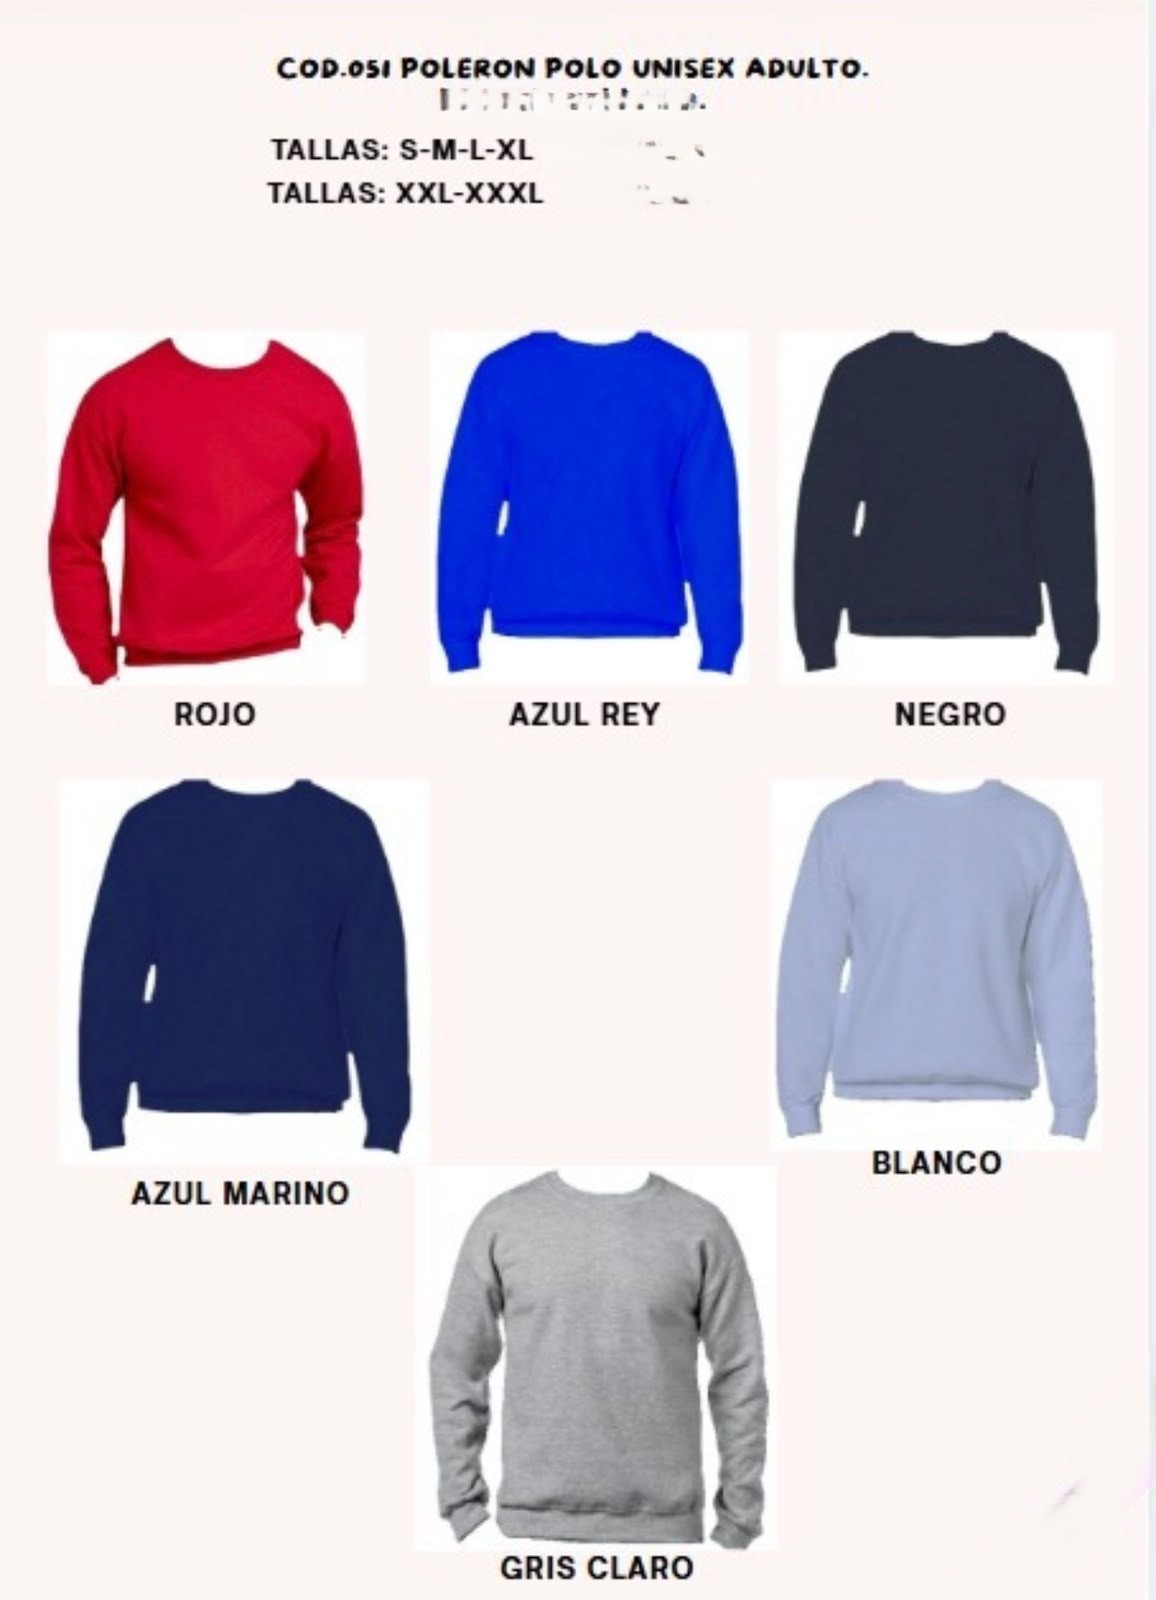 COD.051 POLERON POLO UNISEX ADULTO.
TALLAS: S-M-L-XL
TALLAS: XXL-XXXL
ROJO
AZUL REY
NEGRO
AZUL MARINO
BLANCO
GRIS CLARO